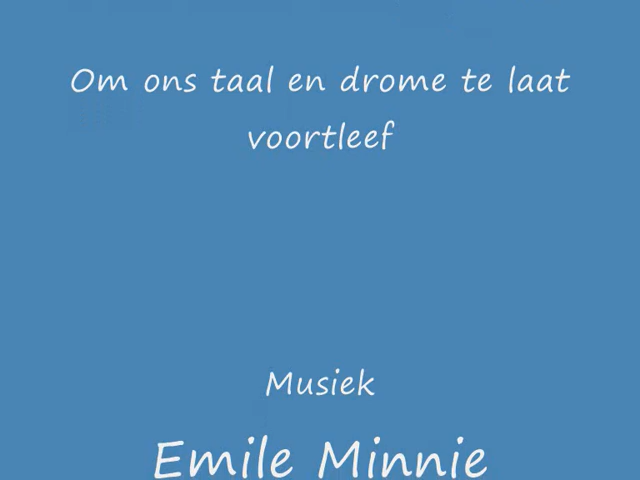 Om ons taal en drome te laat
voortleef
Musiek
Emile Minnie